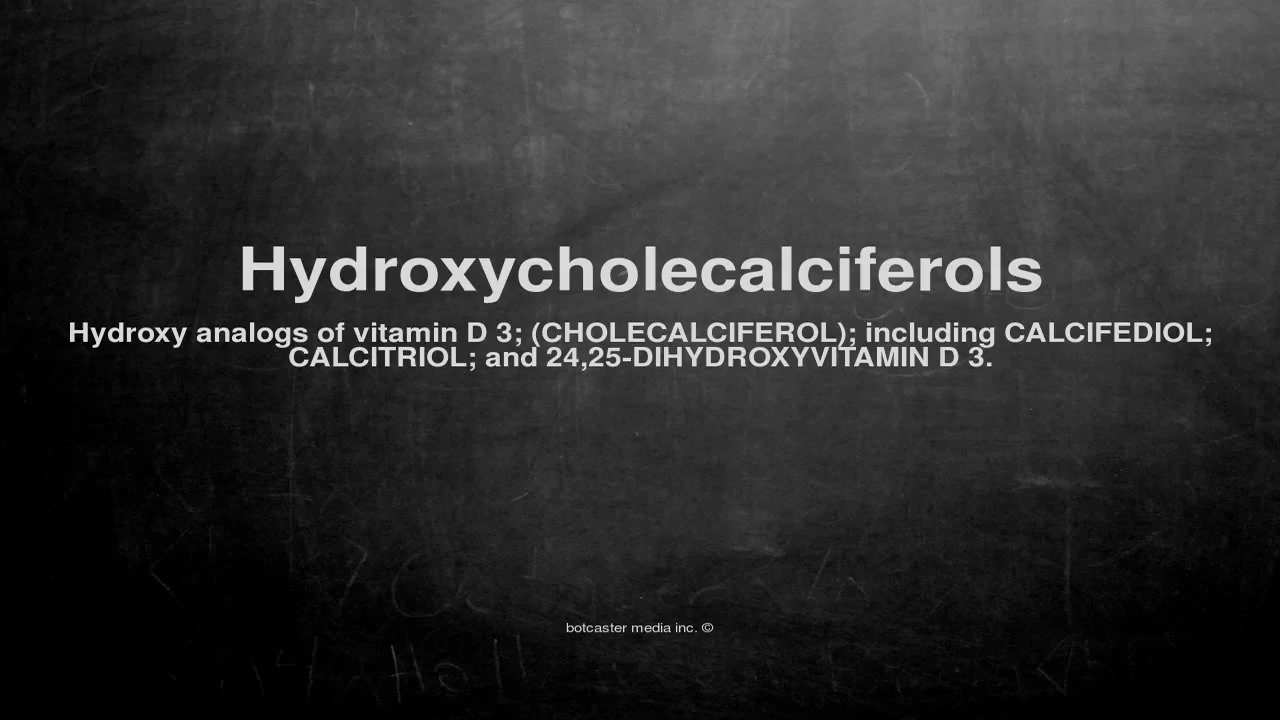 Hydroxycholecalciferols
Hydroxy analogs of vitamin D 3; (CHOLECALCIFEROL); including CALCIFEDIOL;
CALCITRIOL; and 24,25-DIHYDROXYVITAMIN D 3.
botcaster media inc. ©